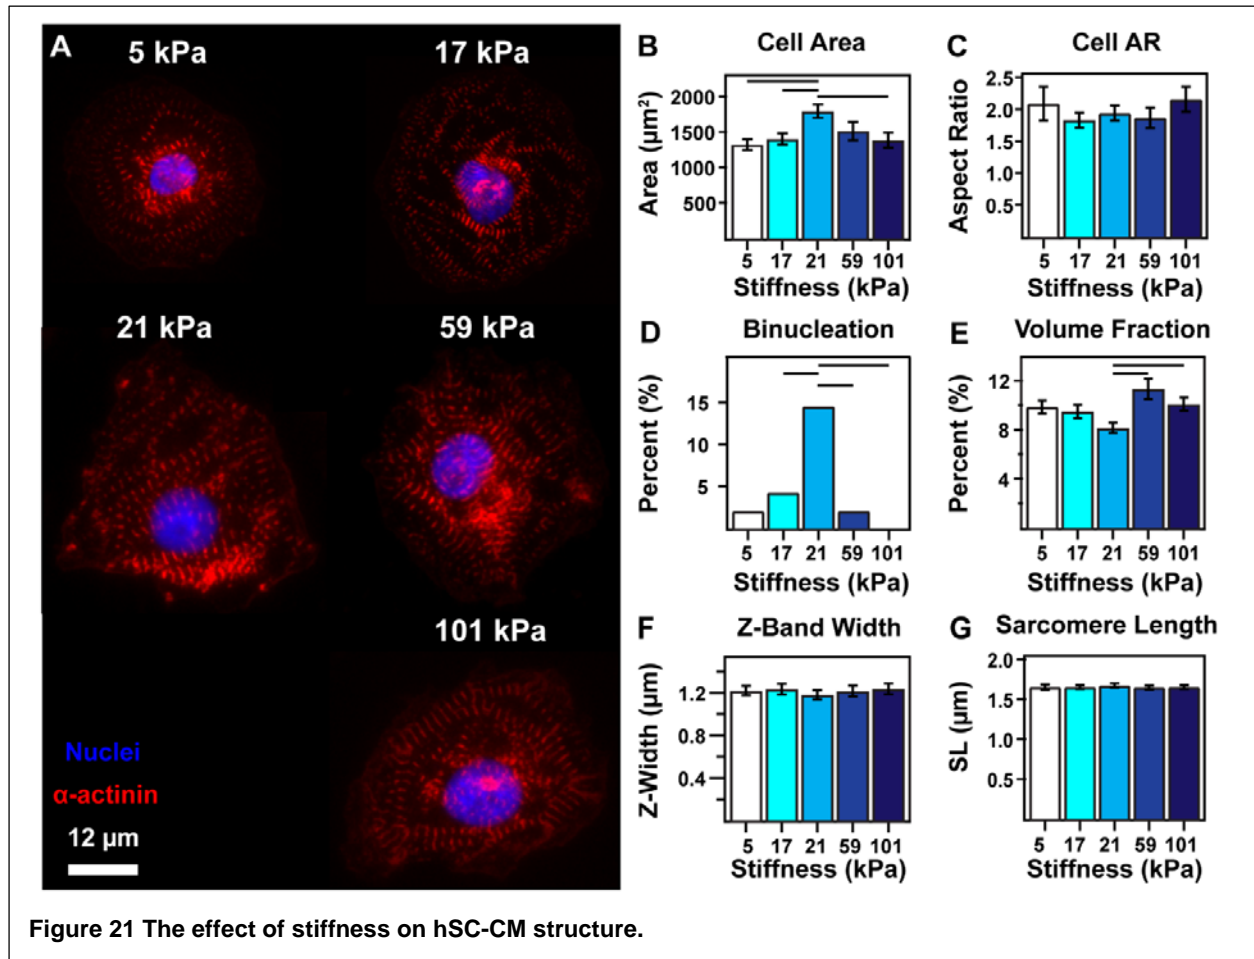 A
5 kPa
17 kPa
21 kPa
59 kPa
101 kPa
Nuclei
α-actinin
12 µm
B
Cell Area
Area (µm²)
2000
1500
1000
500
5 17 21 59 101
Stiffness (kPa)
C
Cell AR
Aspect Ratio
2.5
2.0
1.5
1.0
0.5
5 17 21 59 101
Stiffness (kPa)
D
Binucleation
Percent (%)
15
10
5
5 17 21 59 101
Stiffness (kPa)
E
Volume Fraction
Percent (%)
12
8
4
5 17 21 59 101
Stiffness (kPa)
F
Z-Band Width
Z-Width (µm)
1.2
0.8
0.4
5 17 21 59 101
Stiffness (kPa)
G
Sarcomere Length
SL (µm)
2.0
1.5
1.0
0.5
5 17 21 59 101
Stiffness (kPa)
Figure 21 The effect of stiffness on hSC-CM structure.